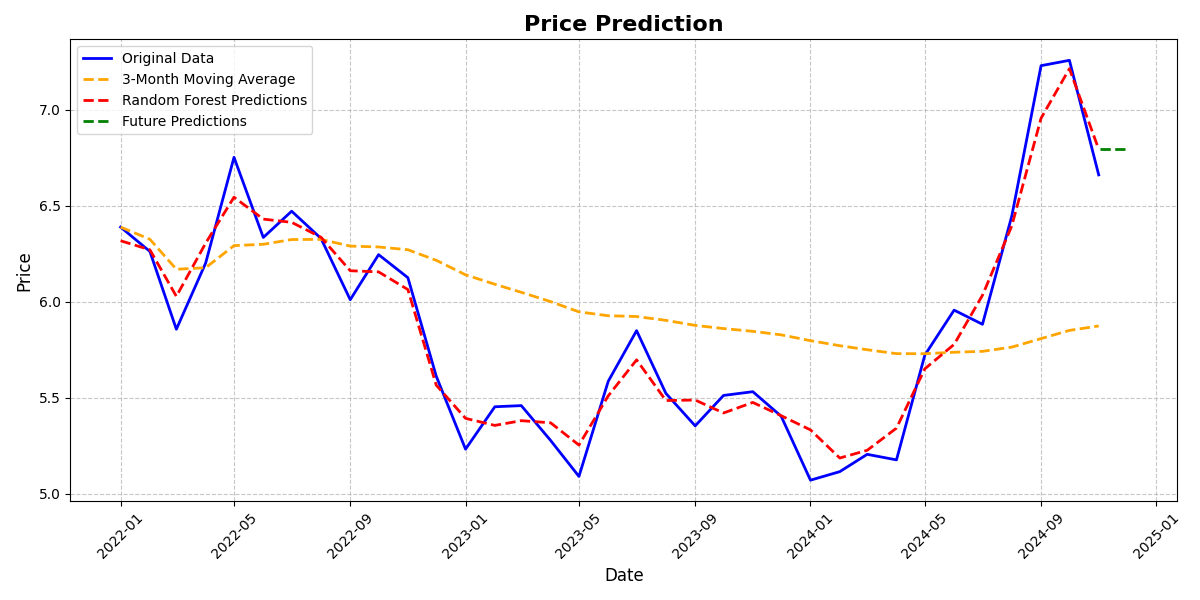 Price Prediction
Original Data
3-Month Moving Average
Random Forest Predictions
Future Predictions
Price
7.0
6.5
6.0
5.5
5.0
2022-01
2022-05
2022-09
2023-01
2023-05
2023-09
2024-01
2024-05
2024-09
2025-01
Date